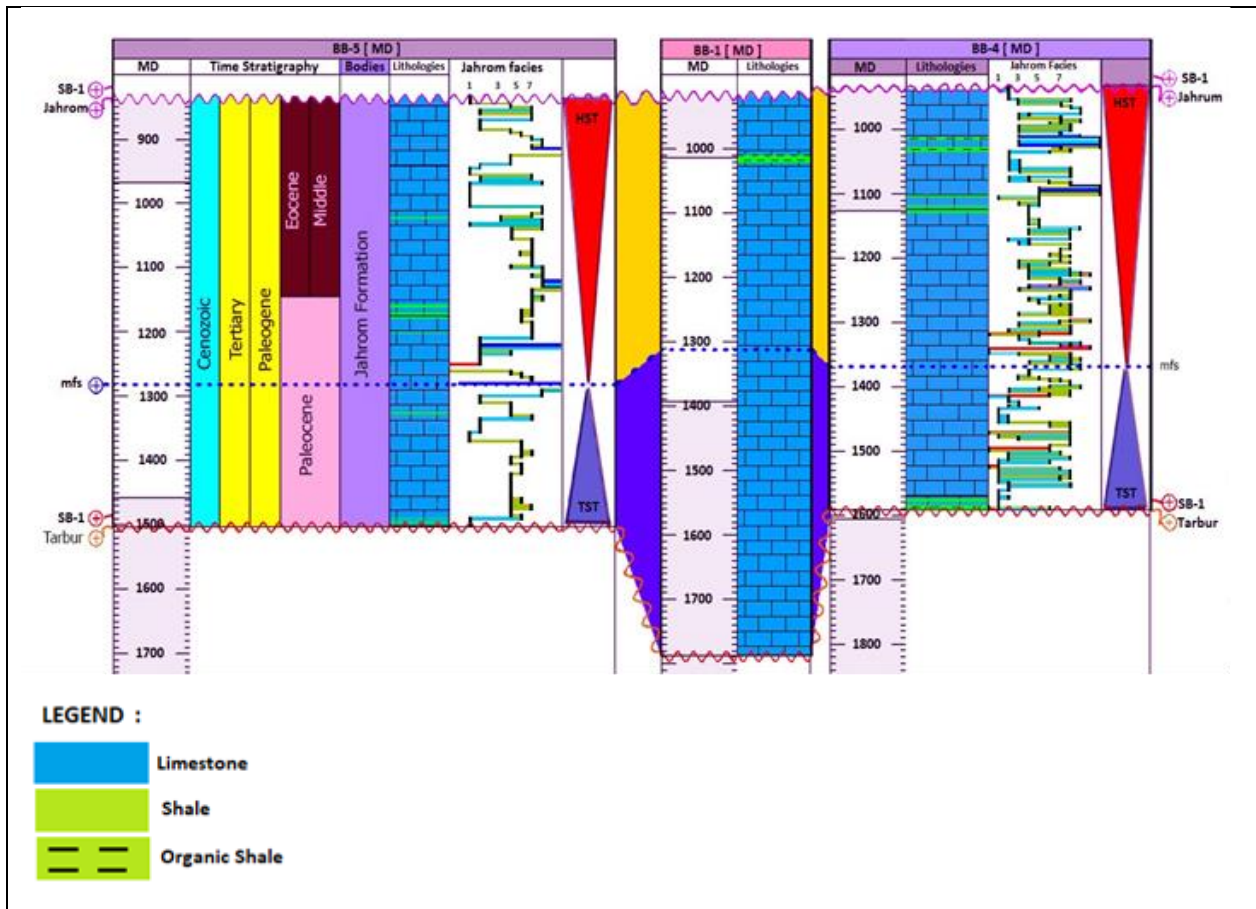 BB-5 [ MD ]
MD
Time Stratigraphy
Bodies
Lithologies
Jahrom facies
1 3 5 7
SB-1
Jahrom
900
1000
1100
1200
1300
1400
1500
1600
1700
mfs
SB-1
Tarbur
Cenozoic
Tertiary
Paleogene
Eocene
Middle
Paleocene
Jahrom Formation
HST
TST
BB-1 [ MD ]
MD
Lithologies
1000
1100
1200
1300
1400
1500
1600
1700
BB-4 [ MD ]
MD
Lithologies
Jahrom Facies
1 3 5 7
1000
1100
1200
1300
1400
1500
1600
1700
1800
HST
TST
SB-1
Jahrum
mfs
SB-1
Tarbur
LEGEND :
Limestone
Shale
Organic Shale